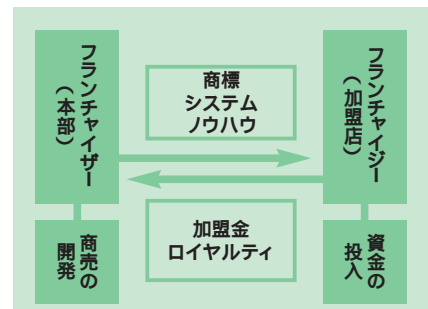 フランチャイザー
（本部）
商標
システム
ノウハウ
フランチャイジー
（加盟店）
加盟金
ロイヤルティ
商売の
開発
資金の
投入